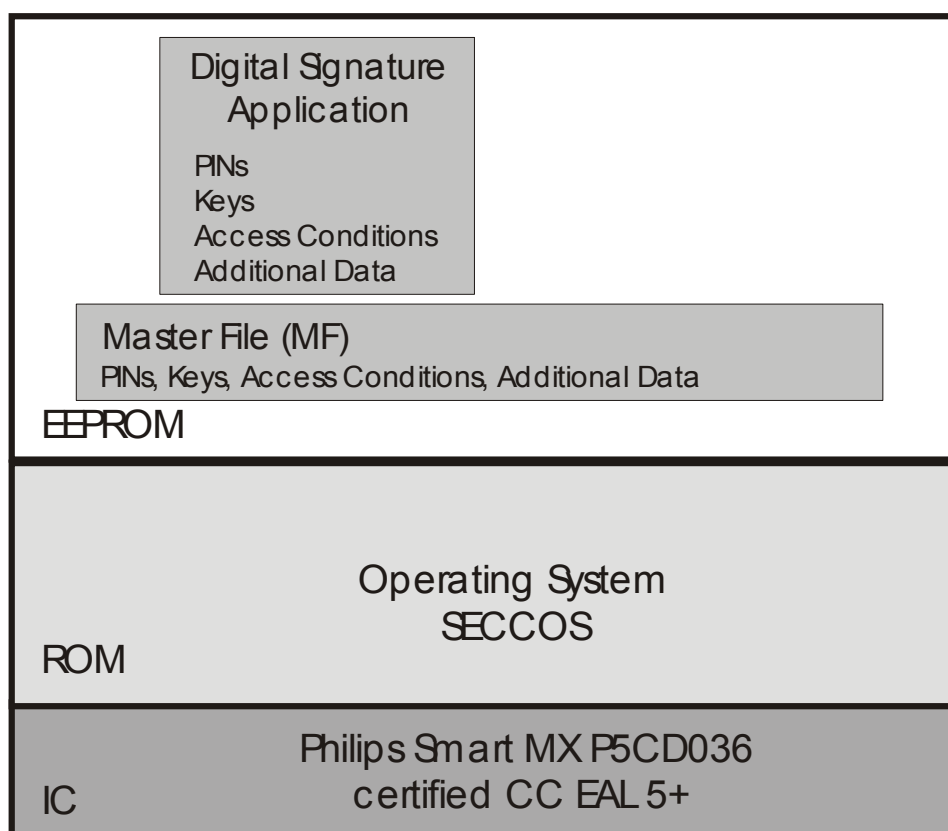 Digital Signature
Application
PINs
Keys
Access Conditions
Additional Data
Master File (MF)
PINs, Keys, Access Conditions, Additional Data
EEPROM
Operating System
SECCOS
ROM
Philips Smart MX P5CD036
certified CC EAL 5+
IC